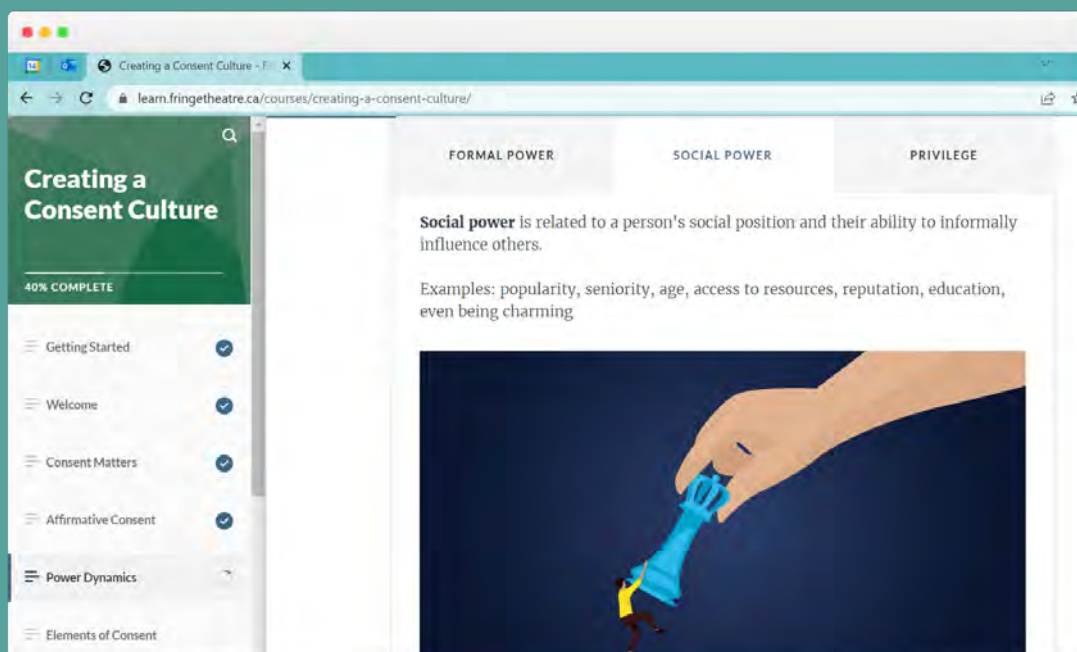 Creating a Consent Culture - F
learn.fringetheatre.ca/courses/creating-a-consent-culture/
Creating a
Consent Culture
40% COMPLETE
Getting Started
Welcome
Consent Matters
Affirmative Consent
Power Dynamics
Elements of Consent
FORMAL POWER
SOCIAL POWER
PRIVILEGE
Social power is related to a person's social position and their ability to informally
influence others.
Examples: popularity, seniority, age, access to resources, reputation, education,
even being charming